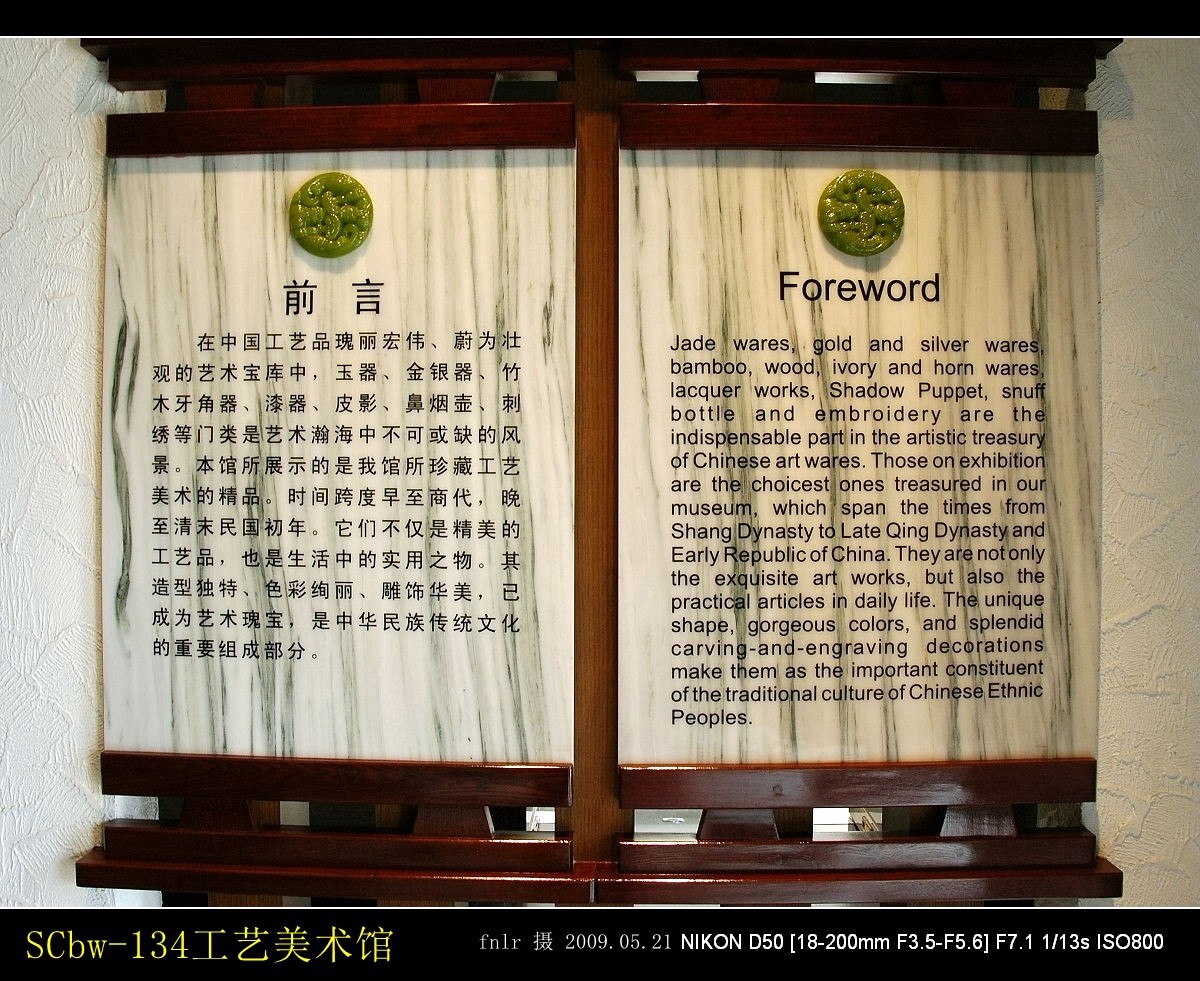 前 言
在中国工艺品瑰丽宏伟、蔚为壮
观的艺术宝库中，玉器、金银器、竹
木牙角器、漆器、皮影、鼻烟壶、刺
绣等门类是艺术瀚海中不可或缺的风
景。本馆所展示的是我馆所珍藏工艺
美术的精品。时间跨度早至商代，晚
至清末民国初年。它们不仅是精美的
工艺品，也是生活中的实用之物。其
造型独特、色彩绚丽、雕饰华美，已
成为艺术瑰宝，是中华民族传统文化
的重要组成部分。
Foreword
Jade wares, gold and silver wares,
bamboo, wood, ivory and horn wares,
lacquer works, Shadow Puppet, snuff
bottle and embroidery are the
indispensable part in the artistic treasury
of Chinese art wares. Those on exhibition
are the choicest ones treasured in our
museum, which span the times from
Shang Dynasty to Late Qing Dynasty and
Early Republic of China. They are not only
the exquisite art works, but also the
practical articles in daily life. The unique
shape, gorgeous colors, and splendid
carving-and-engraving decorations
make them as the important constituent
of the traditional culture of Chinese Ethnic
Peoples.
SCbw-134工艺美术馆
fnlr 摄 2009.05.21 NIKON D50 [18-200mm F3.5-F5.6] F7.1 1/13s ISO800